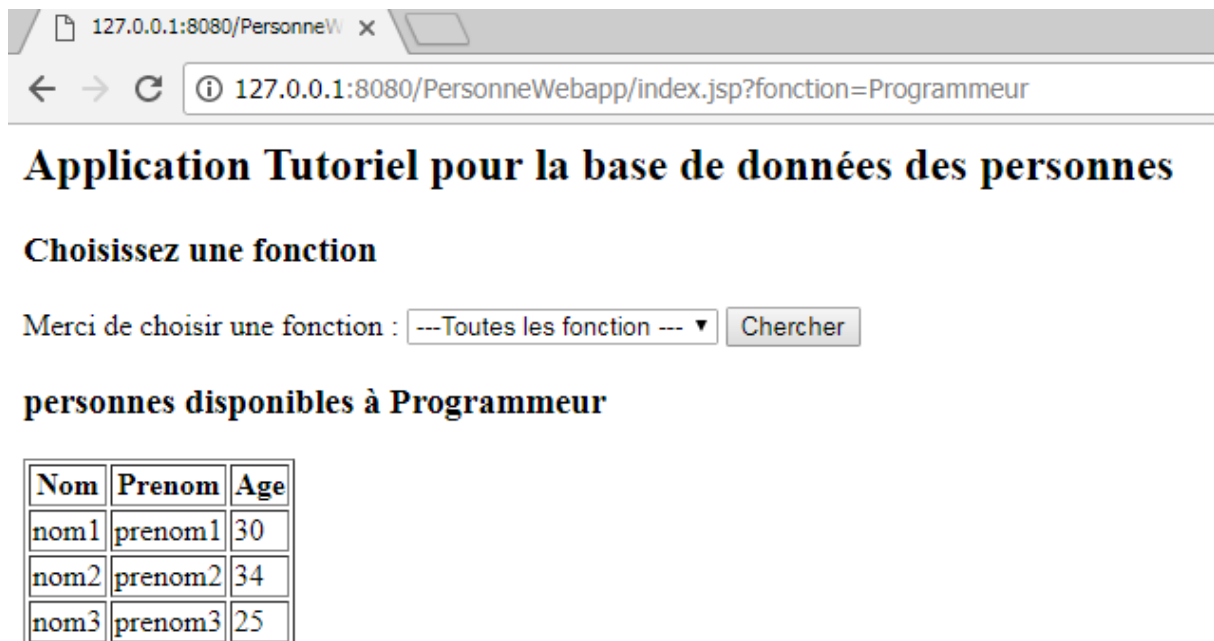 127.0.0.1:8080/PersonneW
127.0.0.1:8080/PersonneWebapp/index.jsp?fonction=Programmeur
Application Tutoriel pour la base de données des personnes
Choisissez une fonction
Merci de choisir une fonction : ---Toutes les fonction --- Chercher
personnes disponibles à Programmeur
Nom Prenom Age
nom1 prenom1 30
nom2 prenom2 34
nom3 prenom3 25